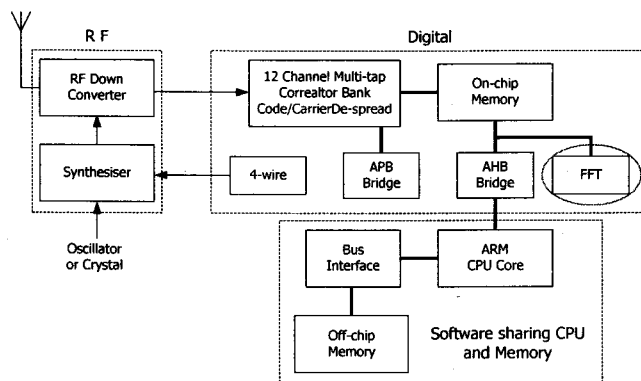 R F
Digital
RF Down
Converter
12 Channel Multi-tap
Correaltor Bank
Code/CarrierDe-spread
On-chip
Memory
Synthesiser
4-wire
APB
Bridge
AHB
Bridge
FFT
Oscillator
or Crystal
Bus
Interface
ARM
CPU Core
Off-chip
Memory
Software sharing CPU
and Memory